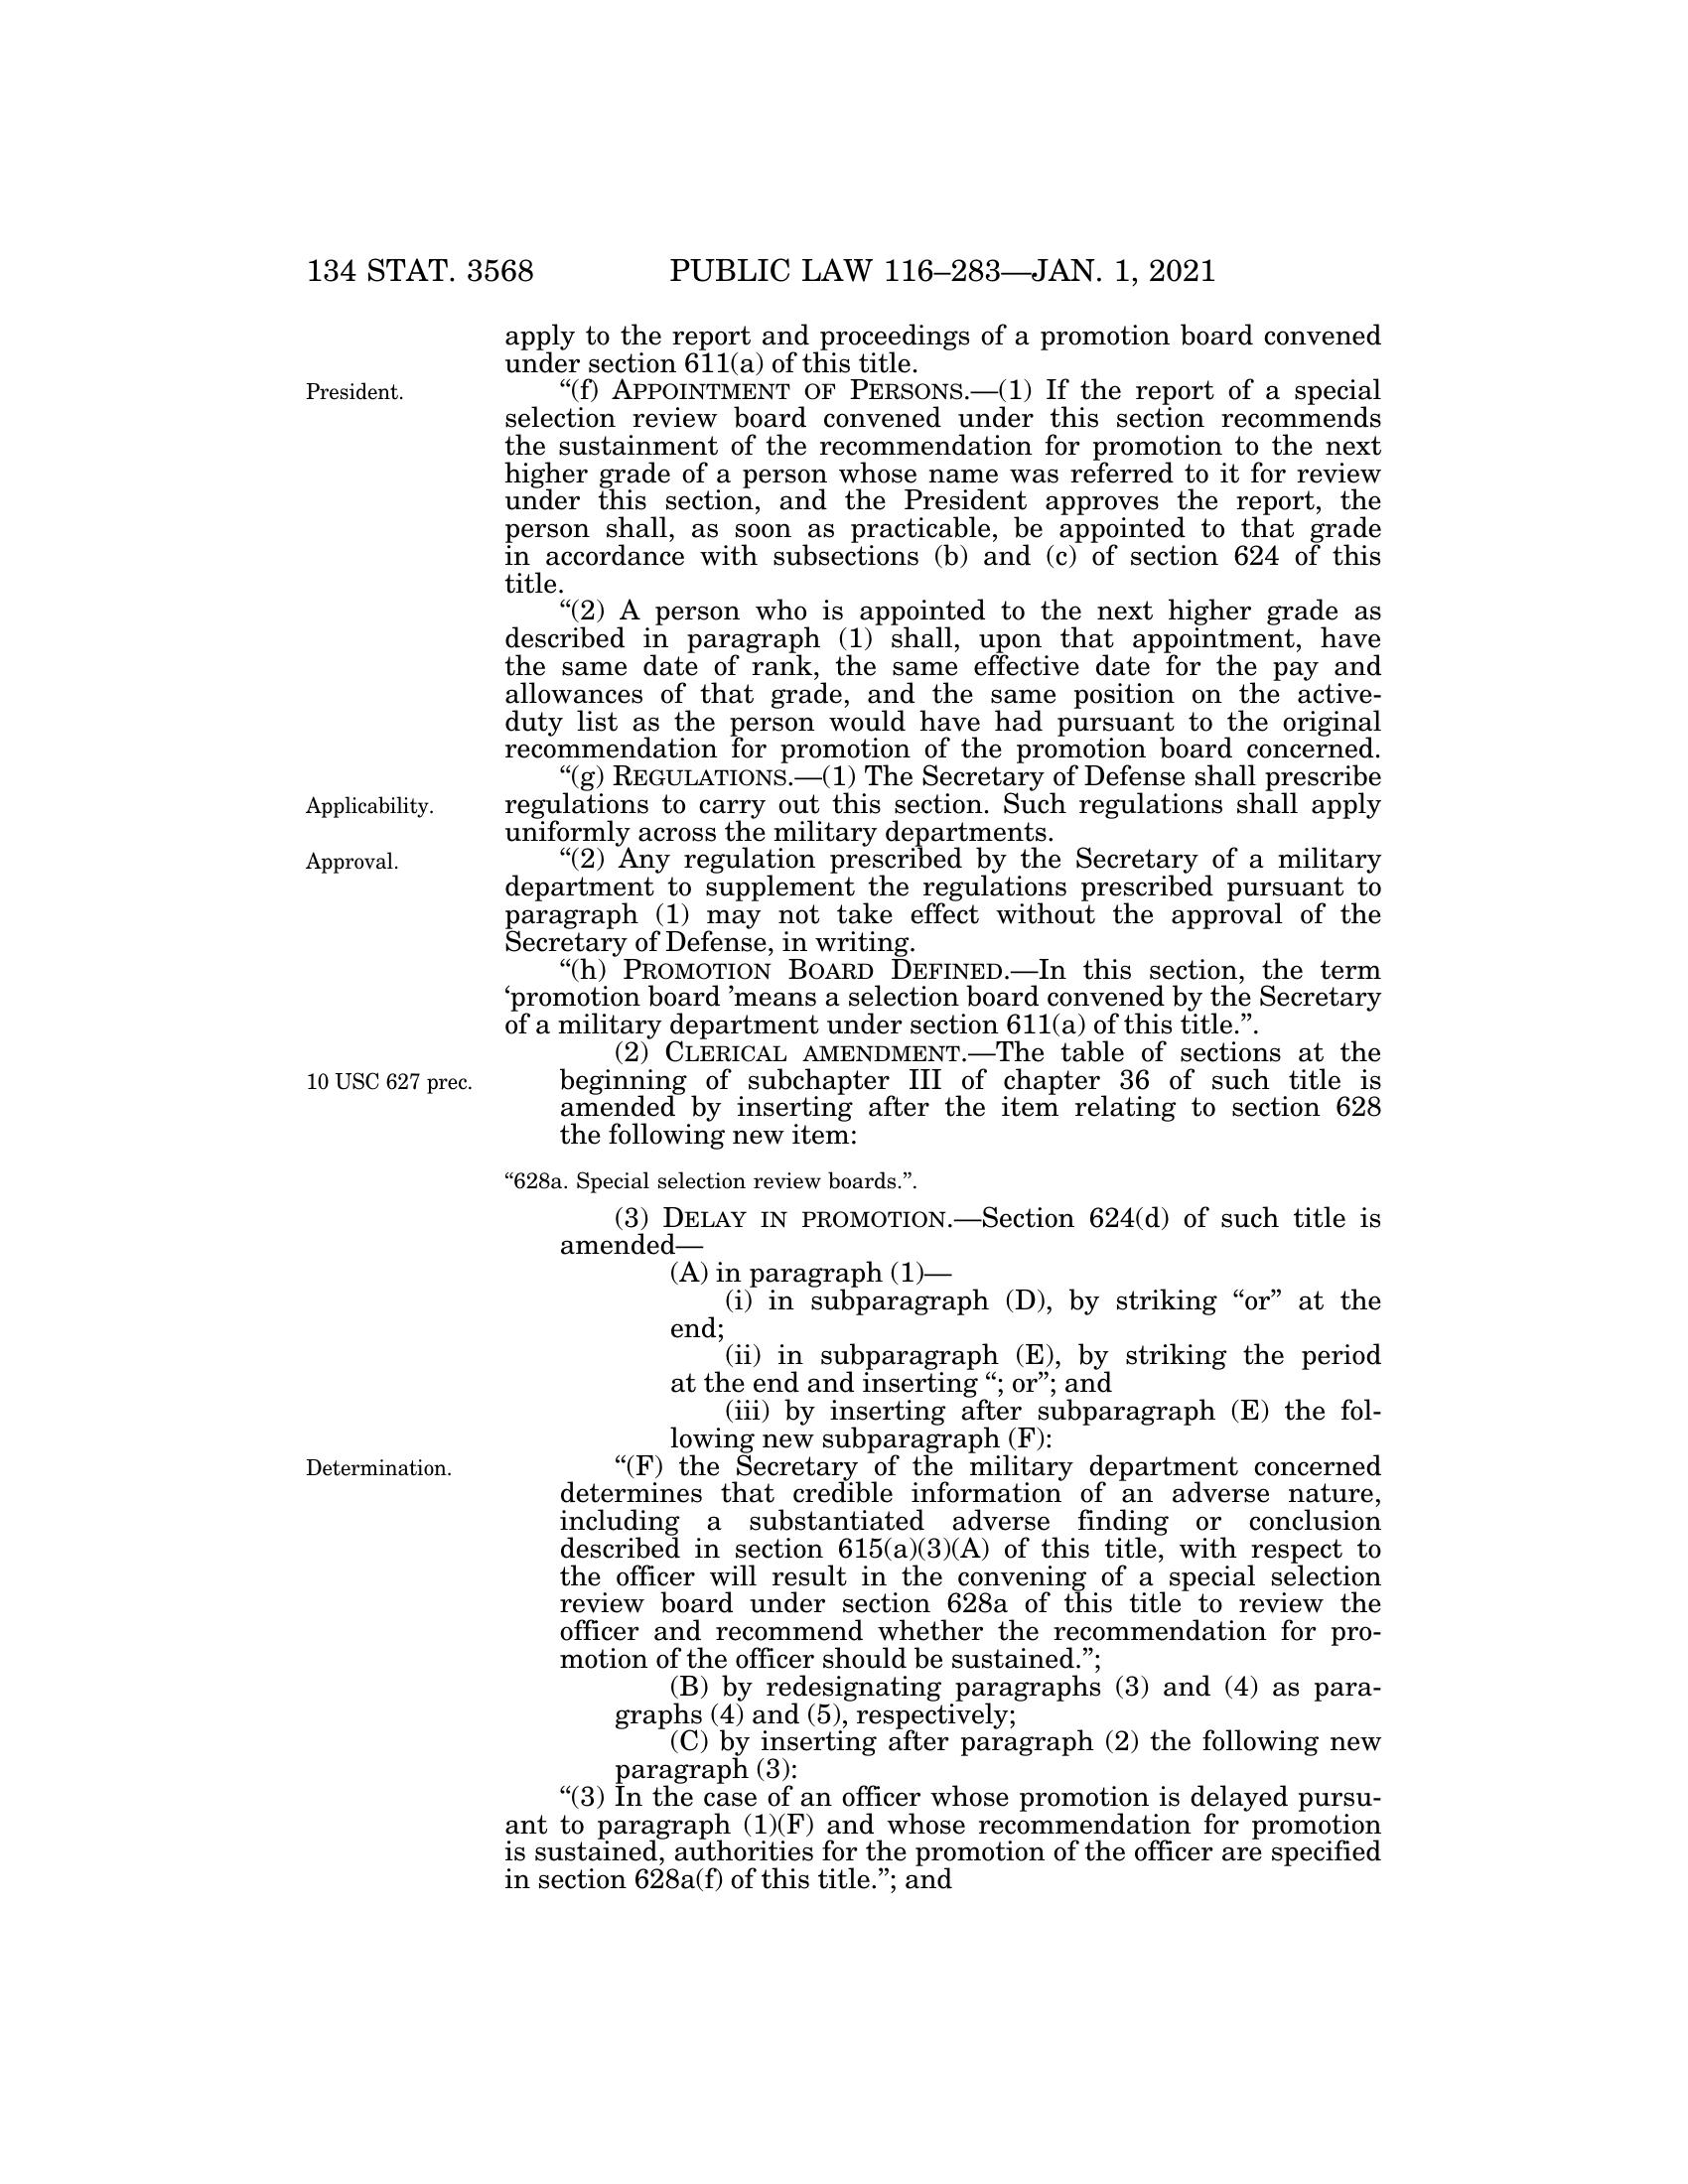 134 STAT. 3568 PUBLIC LAW 116–283—JAN. 1, 2021
apply to the report and proceedings of a promotion board convened
under section 611(a) of this title.
President.
“(f) APPOINTMENT OF PERSONS.—(1) If the report of a special
selection review board convened under this section recommends
the sustainment of the recommendation for promotion to the next
higher grade of a person whose name was referred to it for review
under this section, and the President approves the report, the
person shall, as soon as practicable, be appointed to that grade
in accordance with subsections (b) and (c) of section 624 of this
title.
“(2) A person who is appointed to the next higher grade as
described in paragraph (1) shall, upon that appointment, have
the same date of rank, the same effective date for the pay and
allowances of that grade, and the same position on the active-
duty list as the person would have had pursuant to the original
recommendation for promotion of the promotion board concerned.
“(g) REGULATIONS.—(1) The Secretary of Defense shall prescribe
Applicability.
regulations to carry out this section. Such regulations shall apply
uniformly across the military departments.
Approval.
“(2) Any regulation prescribed by the Secretary of a military
department to supplement the regulations prescribed pursuant to
paragraph (1) may not take effect without the approval of the
Secretary of Defense, in writing.
“(h) PROMOTION BOARD DEFINED.—In this section, the term
‘promotion board ’means a selection board convened by the Secretary
of a military department under section 611(a) of this title.”.
(2) CLERICAL AMENDMENT.—The table of sections at the
10 USC 627 prec.
beginning of subchapter III of chapter 36 of such title is
amended by inserting after the item relating to section 628
the following new item:
“628a. Special selection review boards.”.
(3) DELAY IN PROMOTION.—Section 624(d) of such title is
amended—
(A) in paragraph (1)—
(i) in subparagraph (D), by striking “or” at the
end;
(ii) in subparagraph (E), by striking the period
at the end and inserting “; or”; and
(iii) by inserting after subparagraph (E) the fol-
lowing new subparagraph (F):
Determination.
“(F) the Secretary of the military department concerned
determines that credible information of an adverse nature,
including a substantiated adverse finding or conclusion
described in section 615(a)(3)(A) of this title, with respect to
the officer will result in the convening of a special selection
review board under section 628a of this title to review the
officer and recommend whether the recommendation for pro-
motion of the officer should be sustained.”;
(B) by redesignating paragraphs (3) and (4) as para-
graphs (4) and (5), respectively;
(C) by inserting after paragraph (2) the following new
paragraph (3):
“(3) In the case of an officer whose promotion is delayed pursu-
ant to paragraph (1)(F) and whose recommendation for promotion
is sustained, authorities for the promotion of the officer are specified
in section 628a(f) of this title.”; and